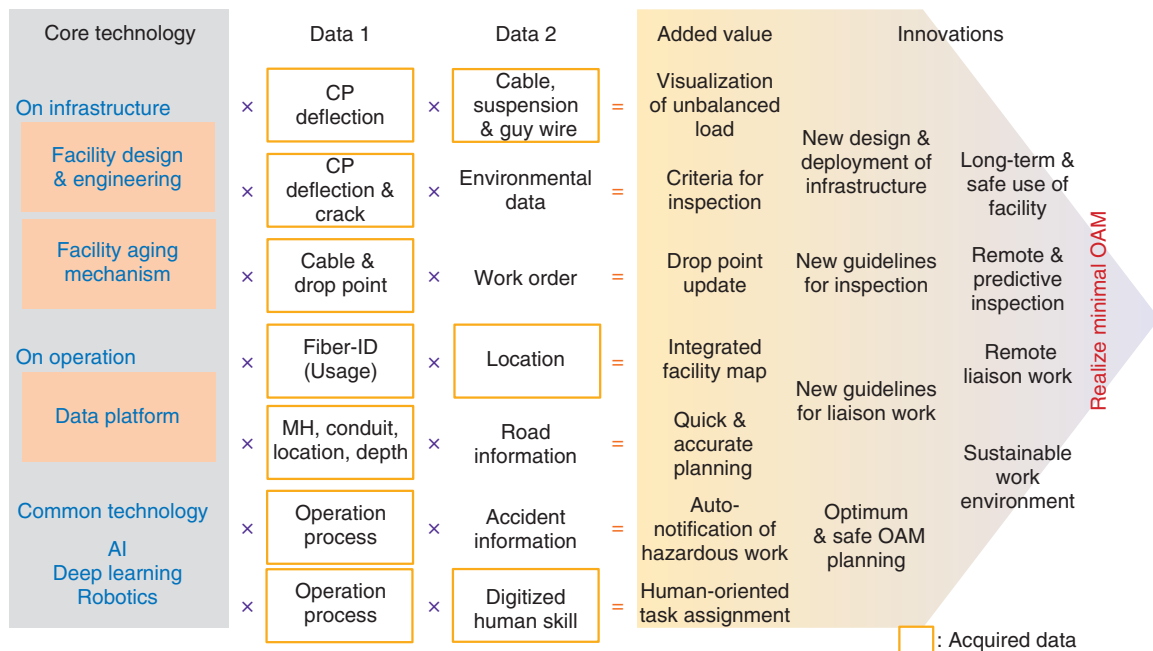 Core technology
Data 1
Data 2
Added value
Innovations
On infrastructure
Facility design
& engineering
Facility aging
mechanism
On operation
Data platform
Common technology
AI
Deep learning
Robotics
×
CP
deflection
×
Cable,
suspension
& guy wire
=
Visualization
of unbalanced
load
×
CP
deflection &
crack
×
Environmental
data
=
Criteria for
inspection
×
Cable &
drop point
×
Work order
=
Drop point
update
×
Fiber-ID
(Usage)
×
Location
=
Integrated
facility map
×
MH, conduit,
location, depth
×
Road
information
=
Quick &
accurate
planning
×
Operation
process
×
Accident
information
=
Auto-
notification of
hazardous work
×
Operation
process
×
Digitized
human skill
=
Human-oriented
task assignment
New design &
deployment of
infrastructure
New guidelines
for inspection
New guidelines
for liaison work
Optimum
& safe OAM
planning
Long-term &
safe use of
facility
Remote &
predictive
inspection
Remote
liaison work
Sustainable
work
environment
Realize minimal OAM
: Acquired data